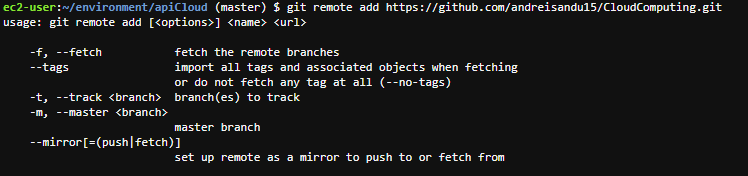 ec2-user:~/environment/apiCloud (master) $ git remote add https://github.com/andreisandu15/CloudComputing.git
usage: git remote add [<options>] <name> <url>
-f, --fetch fetch the remote branches
--tags import all tags and associated objects when fetching
or do not fetch any tag at all (--no-tags)
-t, --track <branch> branch(es) to track
-m, --master <branch>
master branch
--mirror[=(push|fetch)]
set up remote as a mirror to push to or fetch from